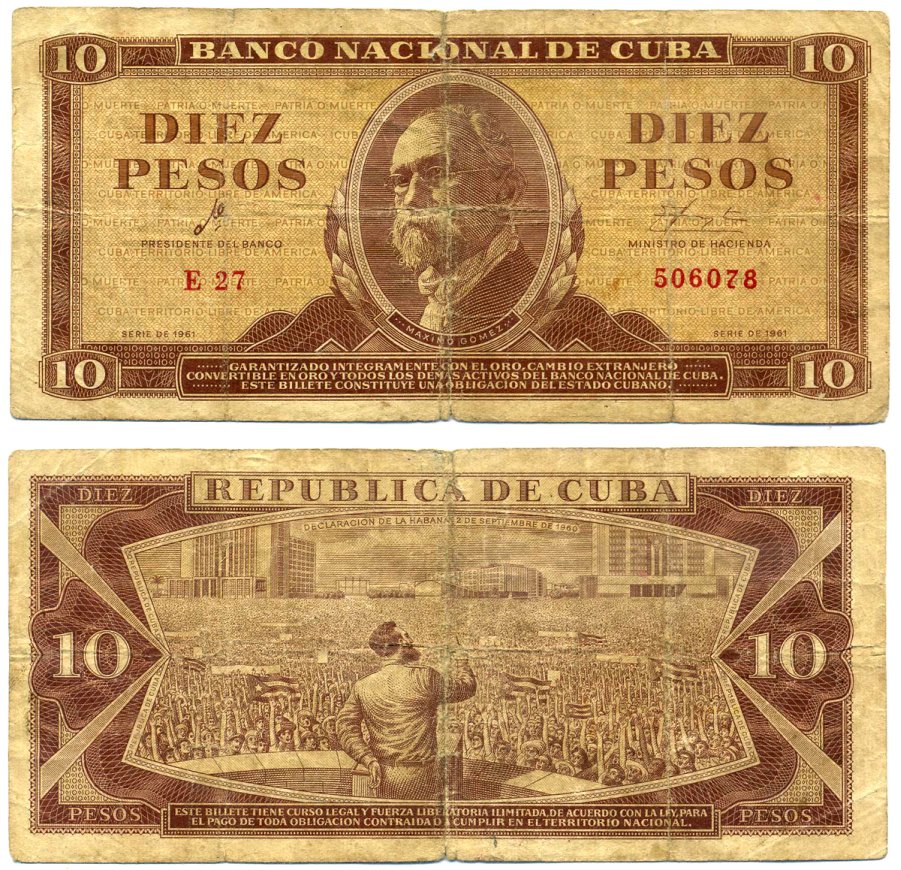 10 BANCO NACIONAL DE CUBA 10
PATRIA O MUERTE
CUBA TERRITORIO LIBRE DE AMERICA
DIEZ PESOS
DIEZ PESOS
PRESIDENTE DEL BANCO
MINISTRO DE HACIENDA
E 27
506078
SERIE DE 1961
MAXIMO GOMEZ
SERIE DE 1961
10
GARANTIZADO INTEGRAMENTE CON EL ORO, CAMBIO EXTRANJERO
CONVERTIBLE EN ORO Y TODOS LOS DEMAS ACTIVOS DEL BANCO NACIONAL DE CUBA.
ESTE BILLETE CONSTITUYE UNA OBLIGACION DEL ESTADO CUBANO.
10
DIEZ
REPUBLICA DE CUBA
DIEZ
DECLARACION DE LA HABANA, 2 DE SEPTIEMBRE DE 1960
10
10
PESOS
ESTE BILLETE TIENE CURSO LEGAL Y FUERZA LIBERATORIA ILIMITADA, DE ACUERDO CON LA LEY, PARA
EL PAGO DE TODA OBLIGACION CONTRAIDA O A CUMPLIR EN EL TERRITORIO NACIONAL.
PESOS